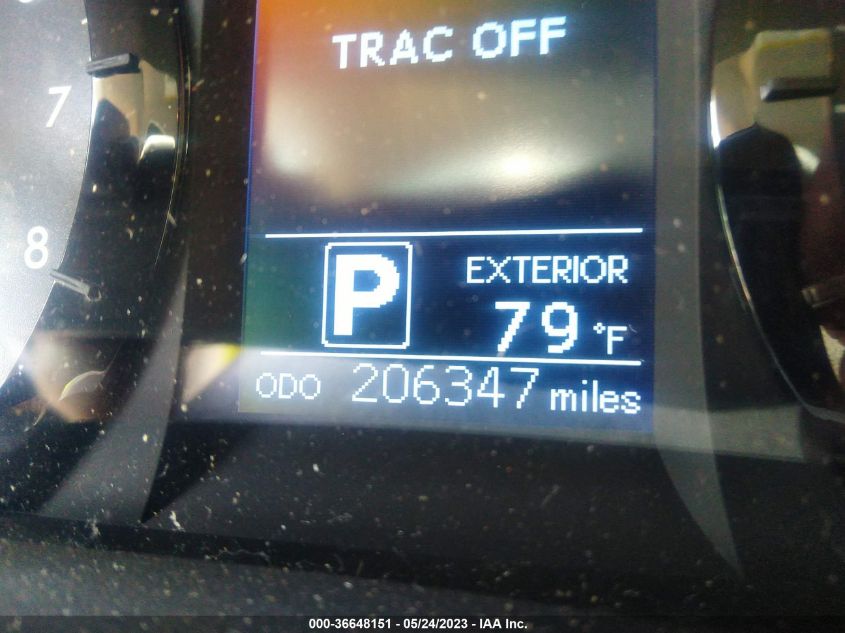 TRAC OFF
7
8
P
EXTERIOR
79 °F
ODO 206347 miles
000-36648151 - 05/24/2023 - IAA Inc.